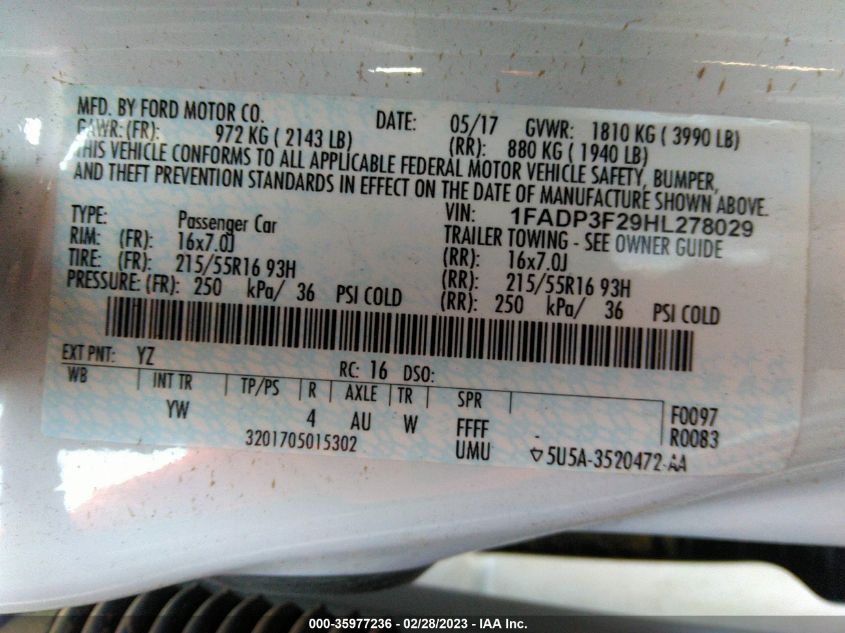 MFD. BY FORD MOTOR CO. DATE: 05/17 GVWR: 1810 KG ( 3990 LB)
GAWR: (FR): 972 KG ( 2143 LB) (RR): 880 KG ( 1940 LB)
THIS VEHICLE CONFORMS TO ALL APPLICABLE FEDERAL MOTOR VEHICLE SAFETY, BUMPER,
AND THEFT PREVENTION STANDARDS IN EFFECT ON THE DATE OF MANUFACTURE SHOWN ABOVE.
VIN: 1FADP3F29HL278029
TYPE: Passenger Car TRAILER TOWING - SEE OWNER GUIDE
RIM: (FR): 16x7.0J (RR): 16x7.0J
TIRE: (FR): 215/55R16 93H (RR): 215/55R16 93H
PRESSURE: (FR): 250 kPa/ 36 PSI COLD (RR): 250 kPa/ 36 PSI COLD
EXT PNT: YZ RC: 16 DSO:
WB INT TR TP/PS R AXLE TR SPR F0097
YW 4 AU W FFFF - R0083
3201705015302 UMU ▽5U5A-3520472-AA
000-35977236 - 02/28/2023 - IAA Inc.